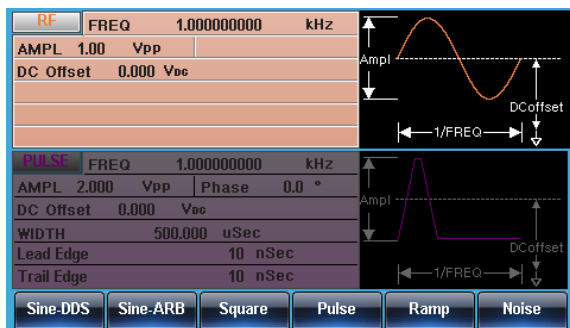 RF FREQ 1.000000000 kHz
AMPL 1.00 Vpp
DC Offset 0.000 VDC
Ampl
DCoffset
1/FREQ
PULSE FREQ 1.000000000 kHz
AMPL 2.000 Vpp Phase 0.0 °
DC Offset 0.000 VDC
WIDTH 500.000 uSec
Lead Edge 10 nSec
Trail Edge 10 nSec
Ampl
DCoffset
1/FREQ
Sine-DDS Sine-ARB Square Pulse Ramp Noise